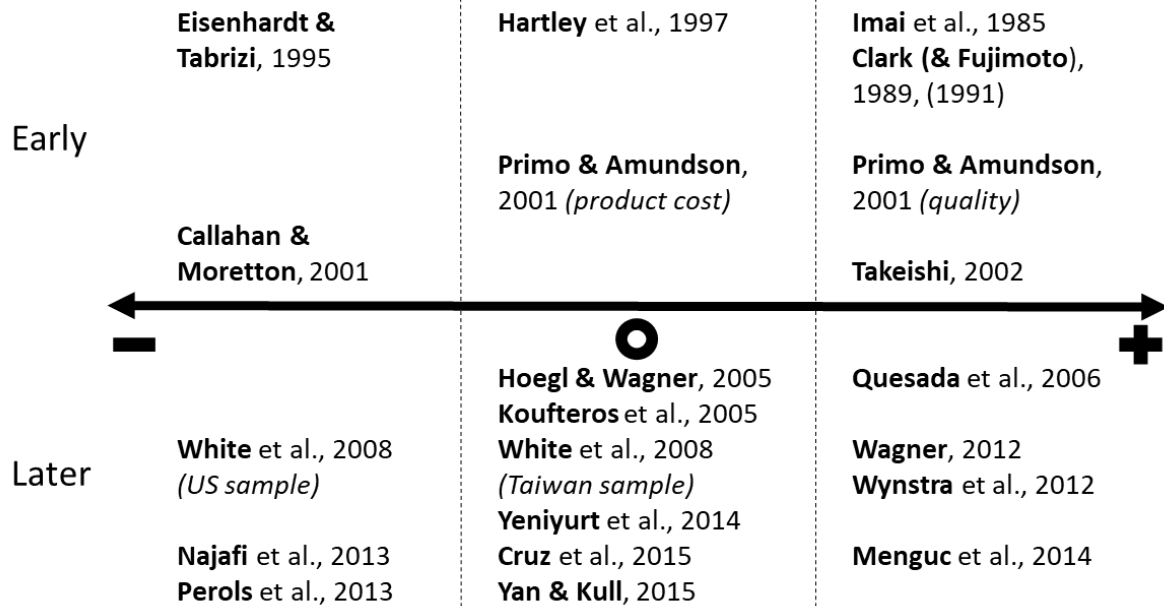 Eisenhardt &
Tabrizi, 1995
Hartley et al., 1997
Imai et al., 1985
Clark (& Fujimoto),
1989, (1991)
Early
Primo & Amundson,
2001 (product cost)
Primo & Amundson,
2001 (quality)
Callahan &
Moretton, 2001
Takeishi, 2002
Later
White et al., 2008
(US sample)
Najafi et al., 2013
Perols et al., 2013
Hoegl & Wagner, 2005
Koufteros et al., 2005
White et al., 2008
(Taiwan sample)
Yeniyurt et al., 2014
Cruz et al., 2015
Yan & Kull, 2015
Quesada et al., 2006
Wagner, 2012
Wynstra et al., 2012
Menguc et al., 2014